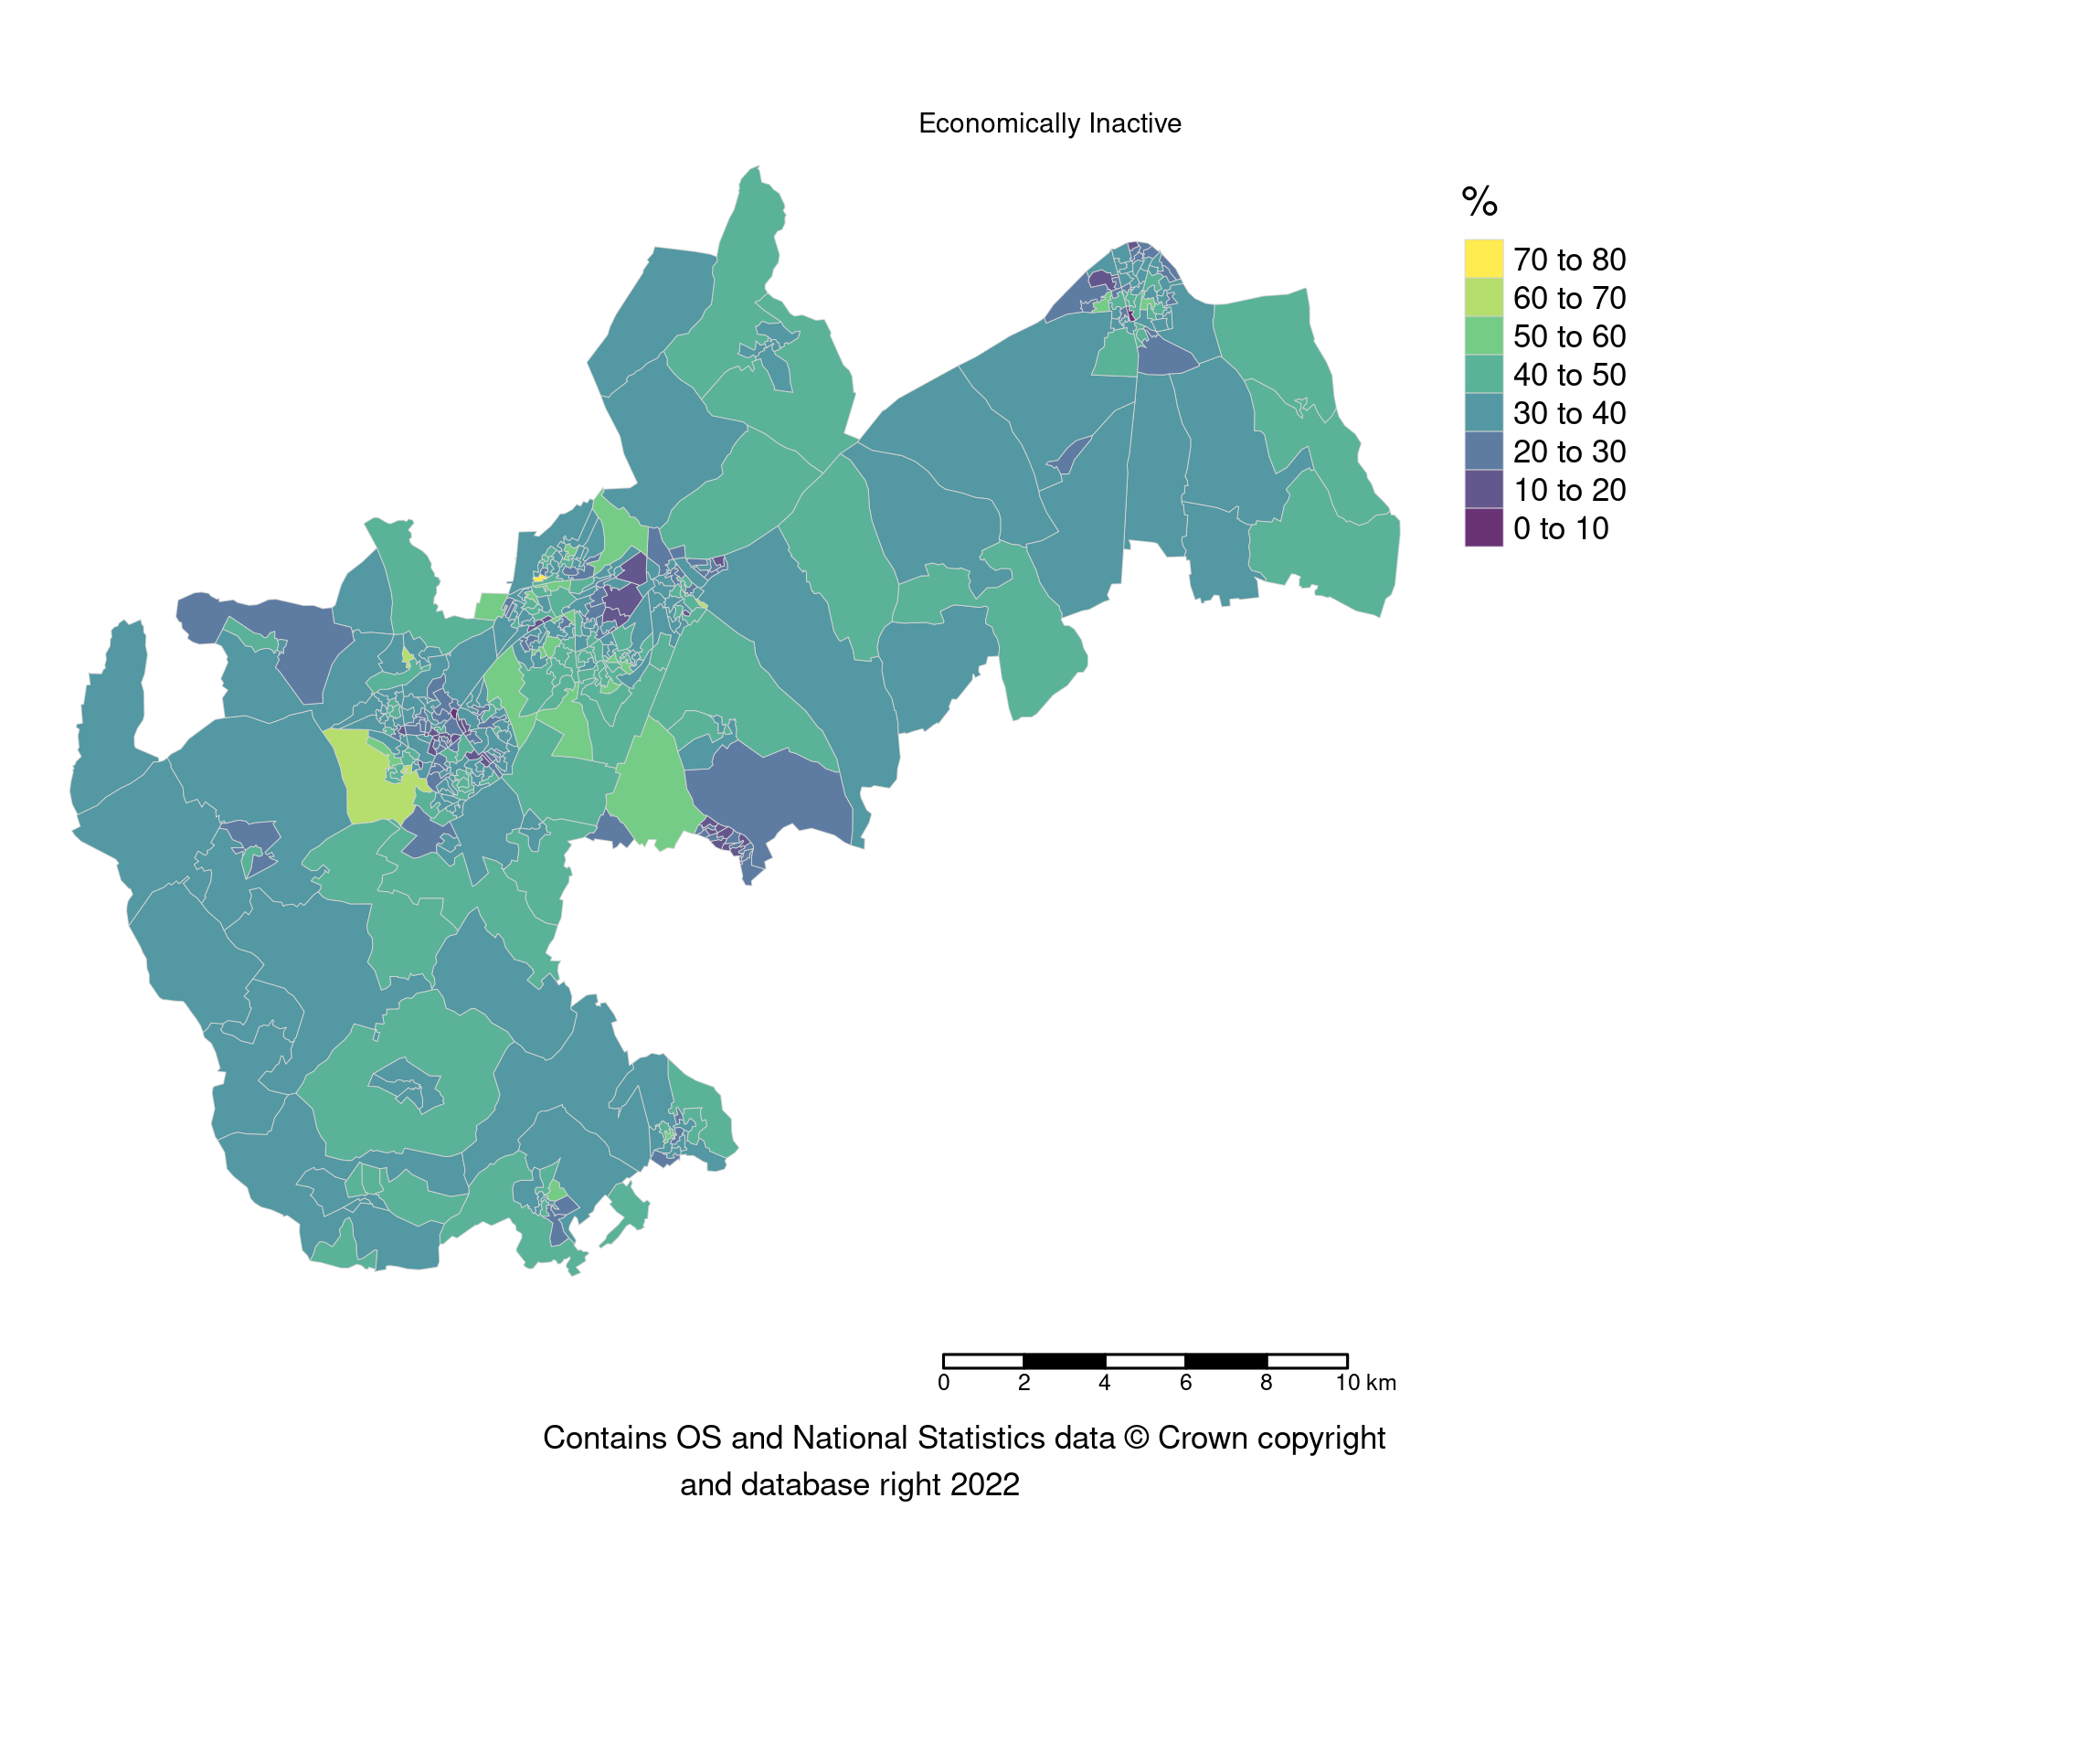 Economically Inactive
%
70 to 80
60 to 70
50 to 60
40 to 50
30 to 40
20 to 30
10 to 20
0 to 10
0 2 4 6 8 10 km
Contains OS and National Statistics data © Crown copyright
and database right 2022